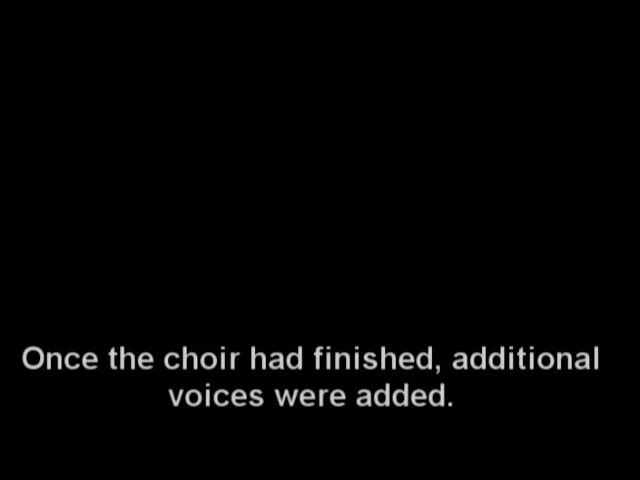 Once the choir had finished, additional
voices were added.